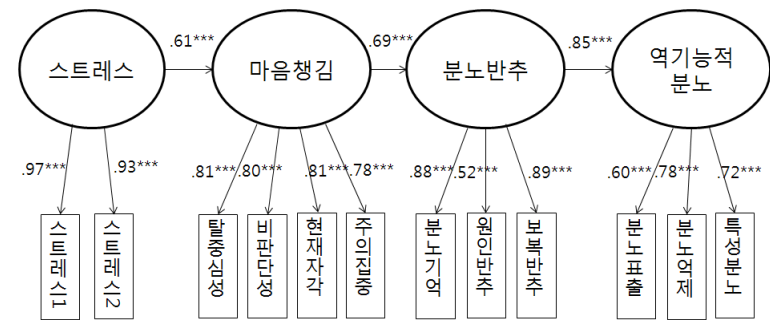 .61***
.69***
.85***
스트레스
마음챙김
분노반추
역기능적
분노
.97***
.93***
.81***
.80***
.81***
.78***
.88***
.52***
.89***
.60***
.78***
.72***
스트레스1
스트레스2
탈중심성
비판단성
현재자각
주의집중
분노기억
원인반추
보복반추
분노표출
분노억제
특성분노